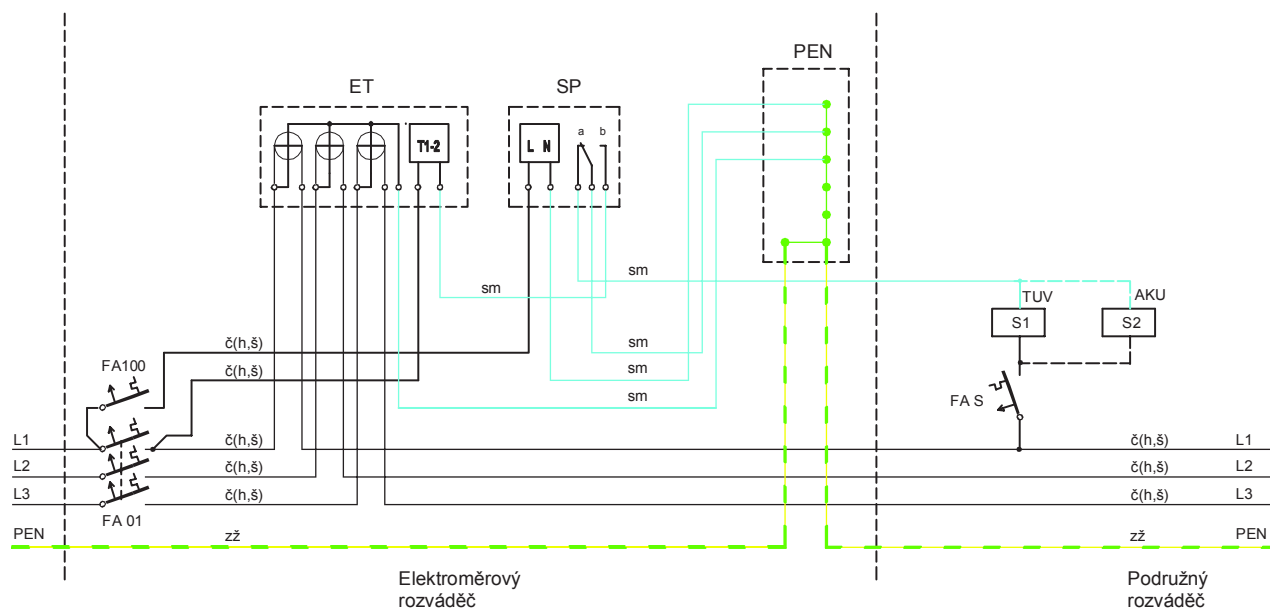 PEN
ET
SP
T1-2
L N
a b
sm
sm
TUV
AKU
S1
S2
č(h,š)
sm
FA100
č(h,š)
sm
sm
FA S
L1
č(h,š)
č(h,š)
L1
L2
č(h,š)
č(h,š)
L2
L3
č(h,š)
č(h,š)
L3
FA 01
PEN
zž
zž
PEN
Elektroměrový
rozváděč
Podružný
rozváděč